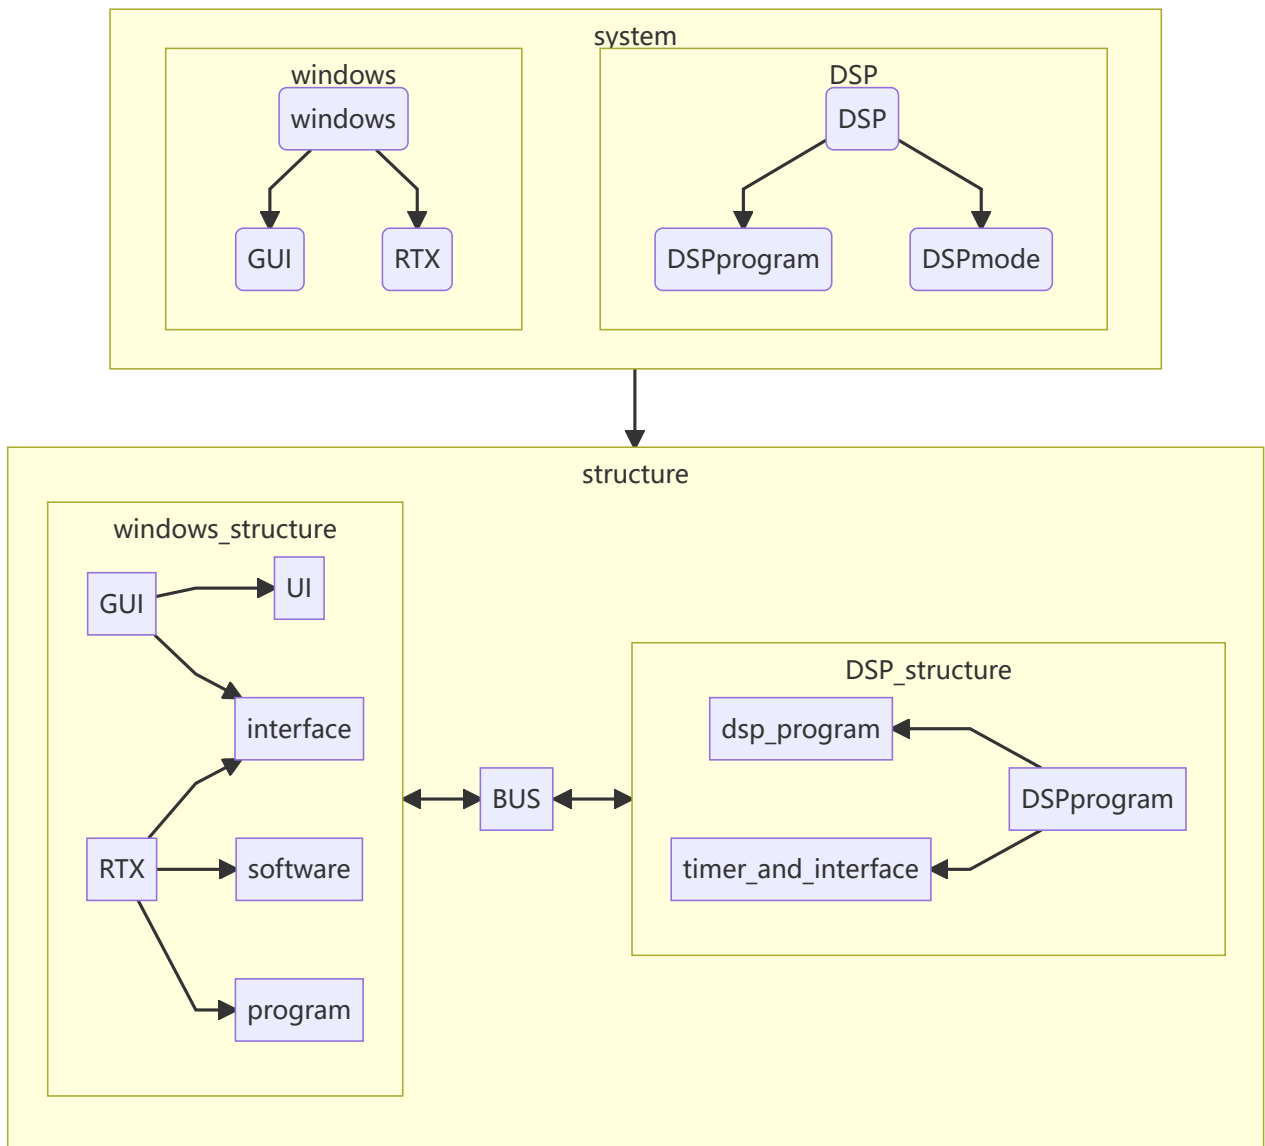 system
windows
DSP
windows
DSP
GUI
RTX
DSPprogram
DSPmode
structure
windows_structure
GUI
UI
interface
RTX
software
program
BUS
DSP_structure
dsp_program
DSPprogram
timer_and_interface